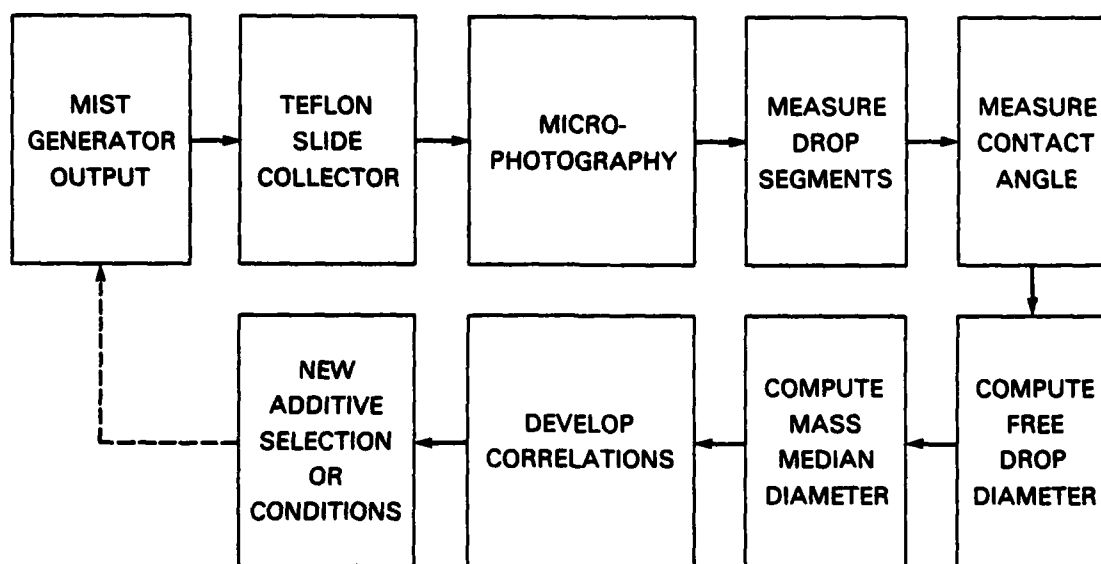 MIST
GENERATOR
OUTPUT
TEFLON
SLIDE
COLLECTOR
MICRO-
PHOTOGRAPHY
MEASURE
DROP
SEGMENTS
MEASURE
CONTACT
ANGLE
NEW
ADDITIVE
SELECTION
OR
CONDITIONS
DEVELOP
CORRELATIONS
COMPUTE
MASS
MEDIAN
DIAMETER
COMPUTE
FREE
DROP
DIAMETER